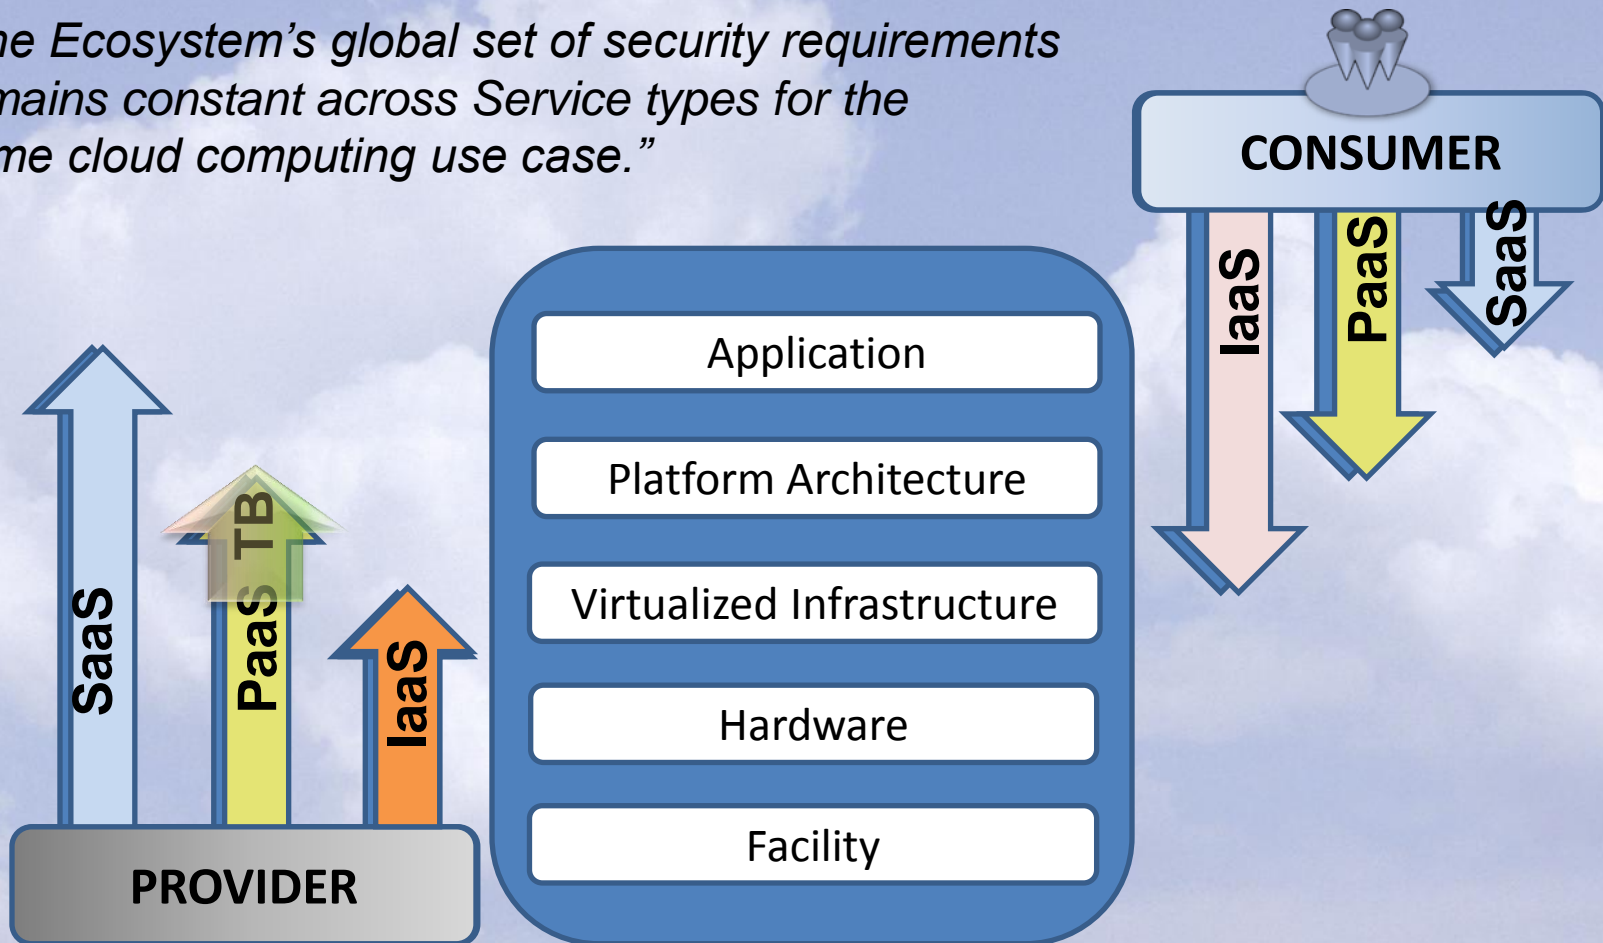 ne Ecosystem’s global set of security requirements
mains constant across Service types for the
me cloud computing use case.”
CONSUMER
IaaS
PaaS
SaaS
Application
Platform Architecture
Virtualized Infrastructure
Hardware
Facility
SaaS
PaaS TB
IaaS
PROVIDER